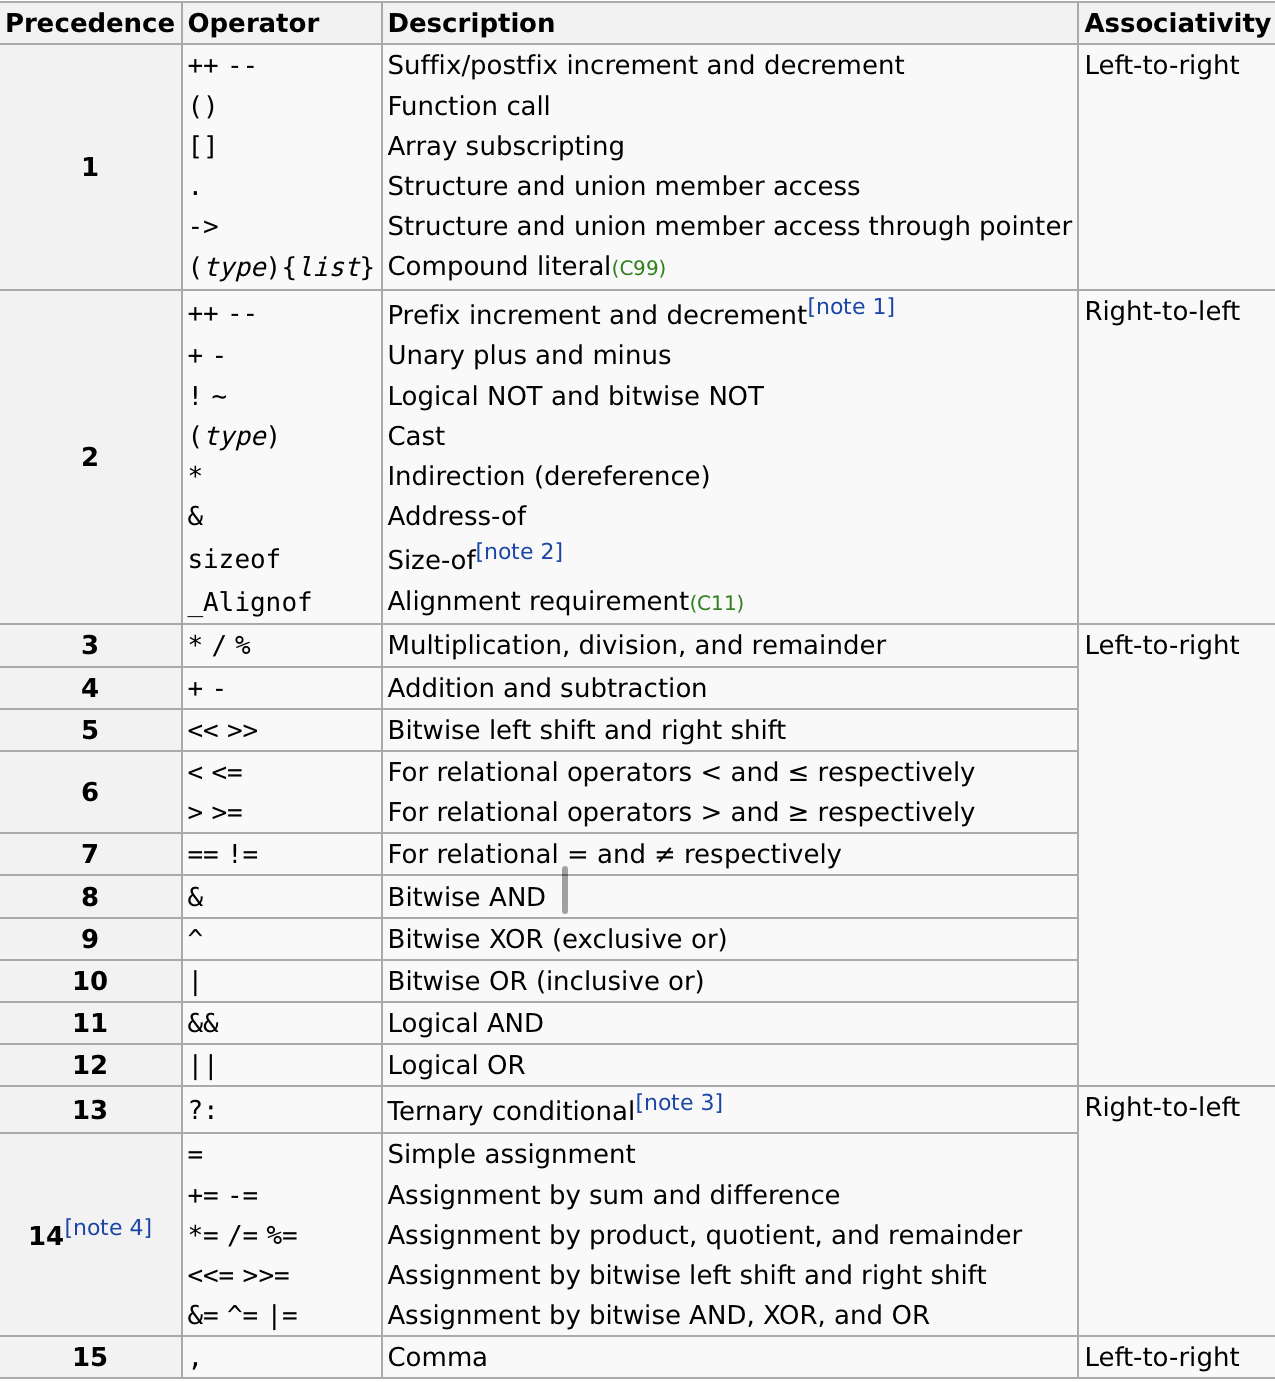 Precedence Operator Description Associativity
1
++ -- Suffix/postfix increment and decrement Left-to-right
() Function call
[] Array subscripting
. Structure and union member access
-> Structure and union member access through pointer
(type){list} Compound literal(C99)
2
++ -- Prefix increment and decrement[note 1] Right-to-left
+ - Unary plus and minus
! ~ Logical NOT and bitwise NOT
(type) Cast
* Indirection (dereference)
& Address-of
sizeof Size-of[note 2]
_Alignof Alignment requirement(C11)
3 * / % Multiplication, division, and remainder Left-to-right
4 + - Addition and subtraction
5 << >> Bitwise left shift and right shift
6
< <= For relational operators < and ≤ respectively
> >= For relational operators > and ≥ respectively
7 == != For relational = and ≠ respectively
8 & Bitwise AND
9 ^ Bitwise XOR (exclusive or)
10 | Bitwise OR (inclusive or)
11 && Logical AND
12 || Logical OR
13 ?: Ternary conditional[note 3] Right-to-left
14[note 4]
= Simple assignment
+= -= Assignment by sum and difference
*= /= %= Assignment by product, quotient, and remainder
<<= >>= Assignment by bitwise left shift and right shift
&= ^= |= Assignment by bitwise AND, XOR, and OR
15 , Comma Left-to-right